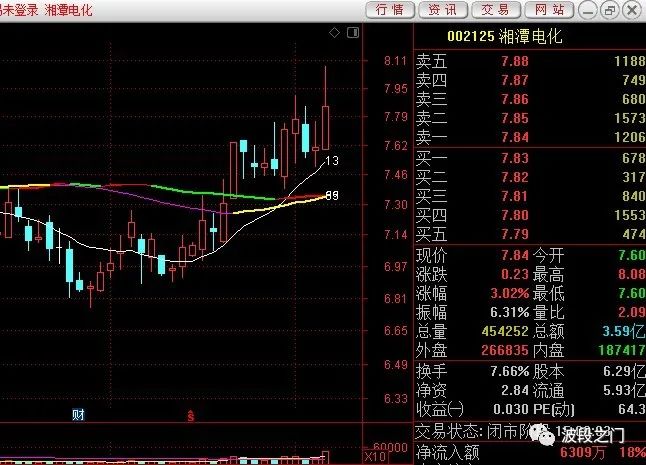 未登录 湘潭电化 行情 资讯 交易 网站
002125 湘潭电化
8.11
7.95
7.79
7.62
7.46
7.30
7.14
6.97
6.81
6.65
6.49
6.33
60000
X10
13
财
卖五 7.88 1188
卖四 7.87 749
卖三 7.86 680
卖二 7.85 1573
卖一 7.84 1206
买一 7.83 678
买二 7.82 317
买三 7.81 840
买四 7.80 1553
买五 7.79 474
现价 7.84 今开 7.60
涨跌 0.23 最高 8.08
涨幅 3.02% 最低 7.60
振幅 6.31% 量比 2.09
总量 454252 总额 3.59亿
外盘 266835 内盘 187417
换手 7.66% 股本 6.29亿
净资 2.84 流通 5.93亿
收益(一) 0.030 PE(动) 64.3
交易状态: 闭市阶段
波段之门
净流入额 6309万 18%